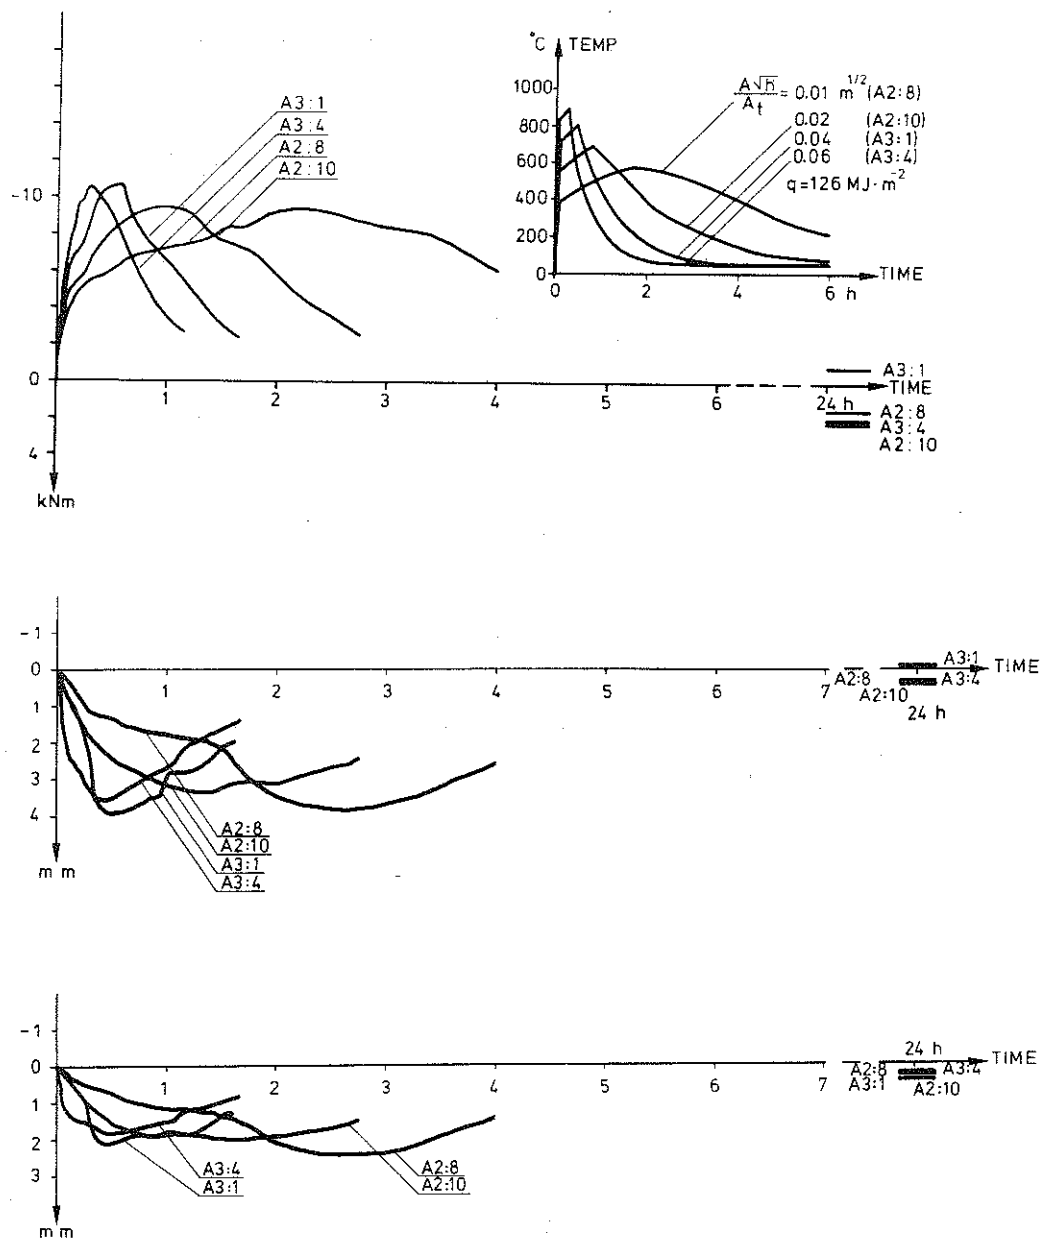 °C TEMP.
1000
800
600
400
200
0
0 2 4 6 h
TIME
A√h / At = 0.01 m^1/2 (A2:8)
0.02 (A2:10)
0.04 (A3:1)
0.06 (A3:4)
q=126 MJ·m^-2
A3:1
A3:4
A2:8
A2:10
-10
0
4
kNm
1 2 3 4 5 6 24 h
A3:1
TIME
A2:8
A3:4
A2:10
-1
0
1
2
3
4
mm
1 2 3 4 5 6 7
A3:1
TIME
A2:8
A3:4
A2:10
24 h
A2:8
A2:10
A3:1
A3:4
-1
0
1
2
3
mm
1 2 3 4 5 6 7
24 h
TIME
A2:8 A3:4
A3:1 A2:10
A3:4
A3:1
A2:8
A2:10